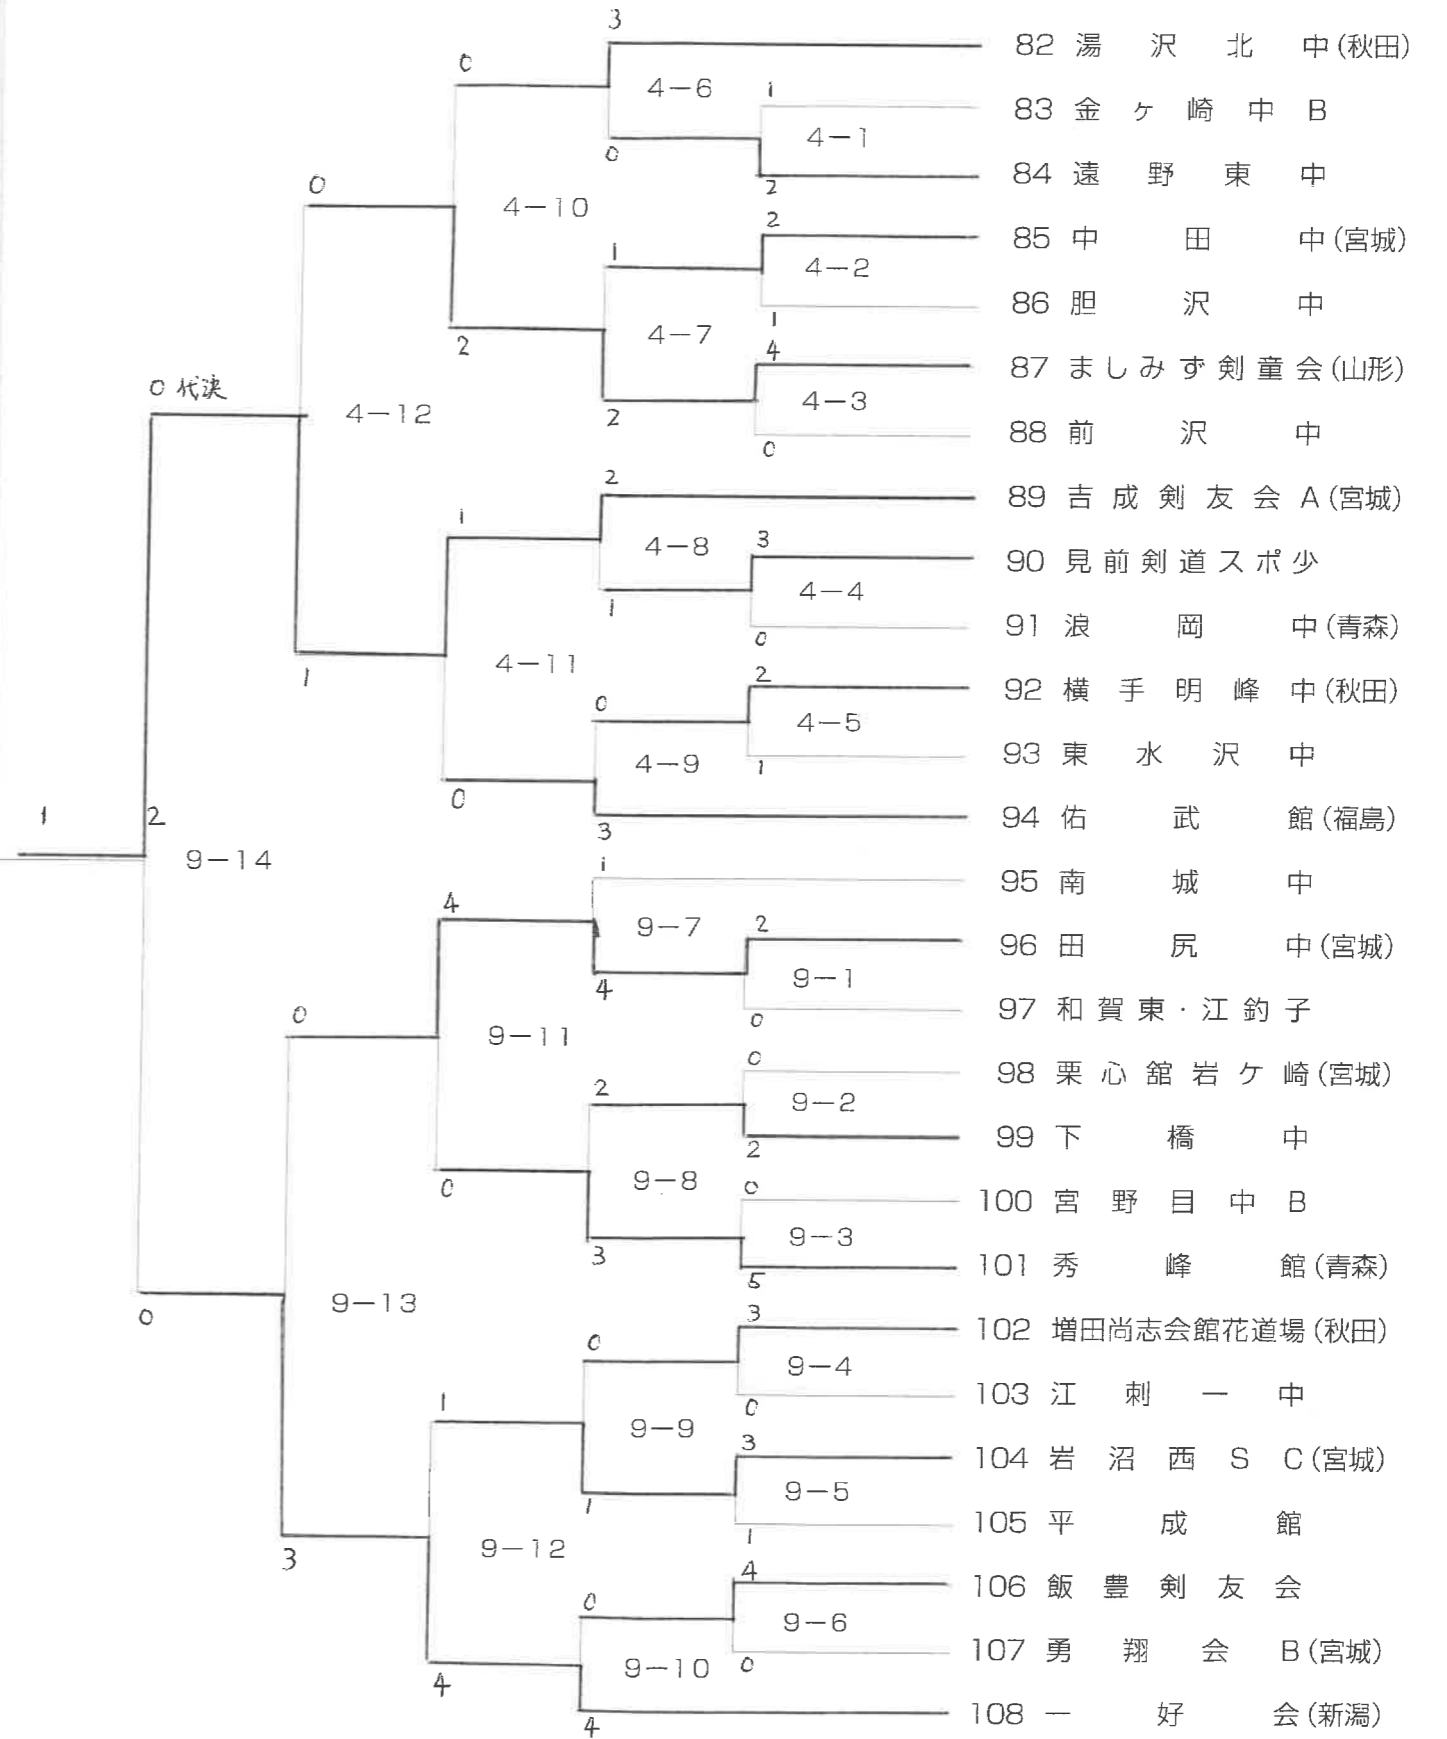 3
82 湯沢北中(秋田)
0
4－6
1
83 金ヶ崎中B
4－1
0
84 遠野東中
2
0
4－10
2
85 中田中(宮城)
1
4－2
86 胆沢中
1
2
4－7
4
87 ましみず剣童会(山形)
0 代決
4－12
4－3
2
88 前沢中
0
2
89 吉成剣友会A(宮城)
1
4－8
3
90 見前剣道スポ少
4－4
1
91 浪岡中(青森)
0
1
4－11
2
92 横手明峰中(秋田)
0
4－5
4－9
93 東水沢中
1
0
1
2
94 佑武館(福島)
3
9－14
1
95 南城中
4
9－7
2
96 田尻中(宮城)
9－1
4
97 和賀東・江釣子
0
0
9－11
0
98 栗心舘岩ケ崎(宮城)
2
9－2
99 下橋中
2
0
9－8
0
100 宮野目中B
9－3
3
101 秀峰館(青森)
5
0
9－13
3
102 増田尚志会館花道場(秋田)
0
9－4
1
103 江刺一中
0
9－9
3
104 岩沼西SC(宮城)
9－5
1
105 平成館
1
3
9－12
4
106 飯豊剣友会
0
9－6
107 勇翔会B(宮城)
0
4
9－10
108 一好会(新潟)
4